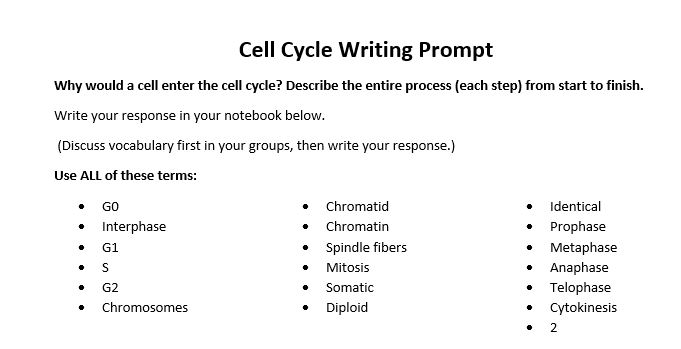 Cell Cycle Writing Prompt
Why would a cell enter the cell cycle? Describe the entire process (each step) from start to finish.
Write your response in your notebook below.
(Discuss vocabulary first in your groups, then write your response.)
Use ALL of these terms:
• G0
• Interphase
• G1
• S
• G2
• Chromosomes
• Chromatid
• Chromatin
• Spindle fibers
• Mitosis
• Somatic
• Diploid
• Identical
• Prophase
• Metaphase
• Anaphase
• Telophase
• Cytokinesis
• 2